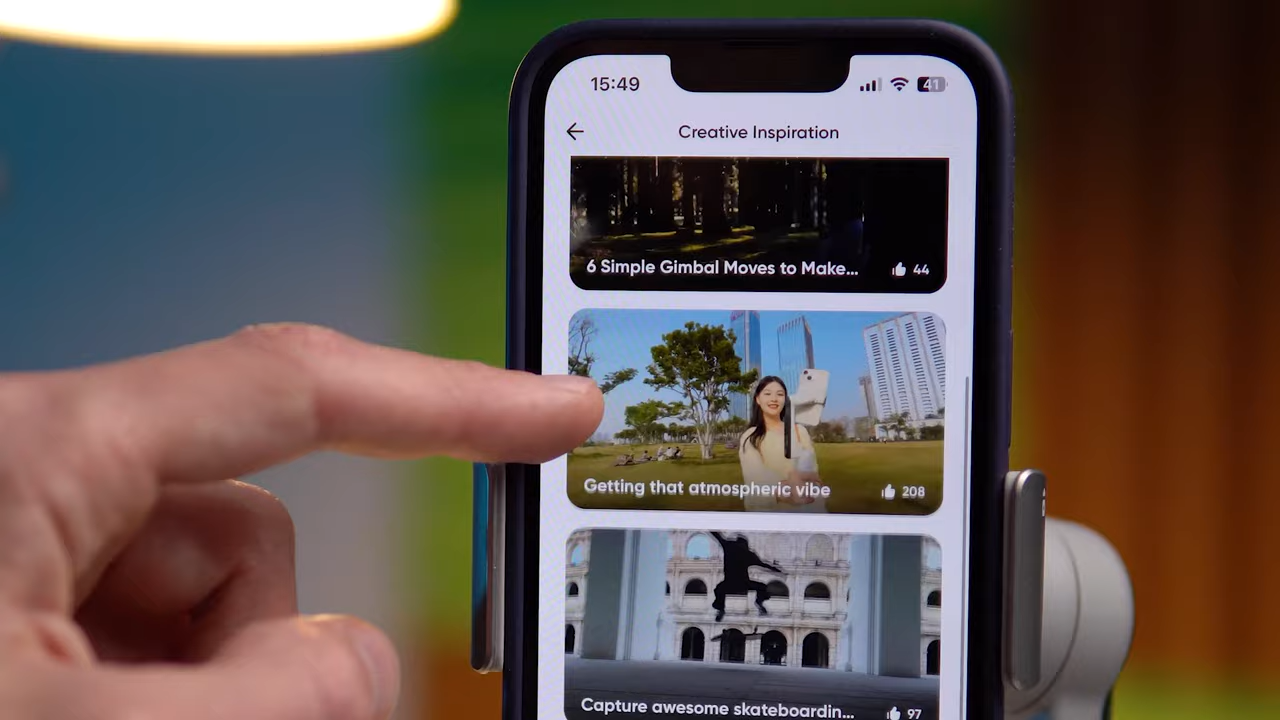 15:49
41
Creative Inspiration
6 Simple Gimbal Moves to Make...
44
Getting that atmospheric vibe
208
Capture awesome skateboardin...
97